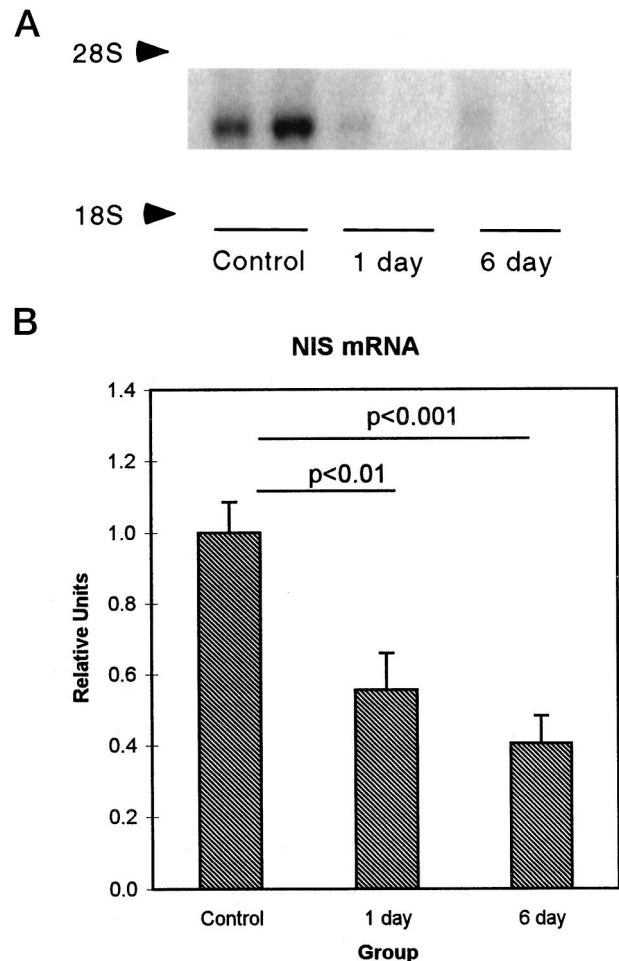 A
28S
18S
Control 1 day 6 day
B
NIS mRNA
1.4
1.2
1.0
0.8
0.6
0.4
0.2
0.0
p<0.001
p<0.01
Relative Units
Control 1 day 6 day
Group